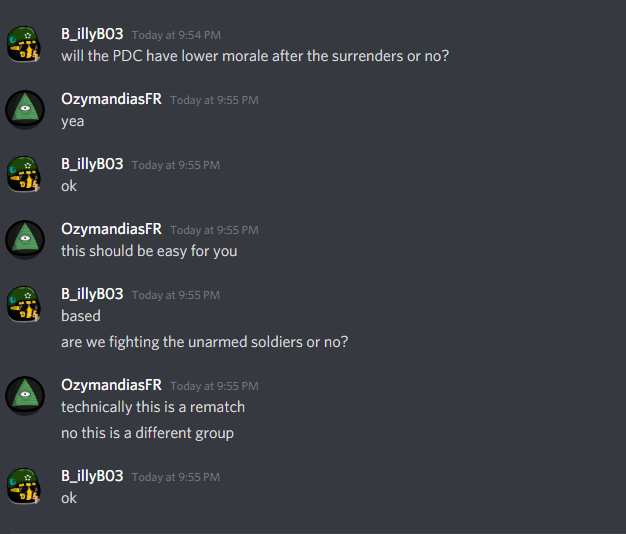 B_illyB03 Today at 9:54 PM
will the PDC have lower morale after the surrenders or no?
OzymandiasFR Today at 9:55 PM
yea
B_illyB03 Today at 9:55 PM
ok
OzymandiasFR Today at 9:55 PM
this should be easy for you
B_illyB03 Today at 9:55 PM
based
are we fighting the unarmed soldiers or no?
OzymandiasFR Today at 9:55 PM
technically this is a rematch
no this is a different group
B_illyB03 Today at 9:55 PM
ok